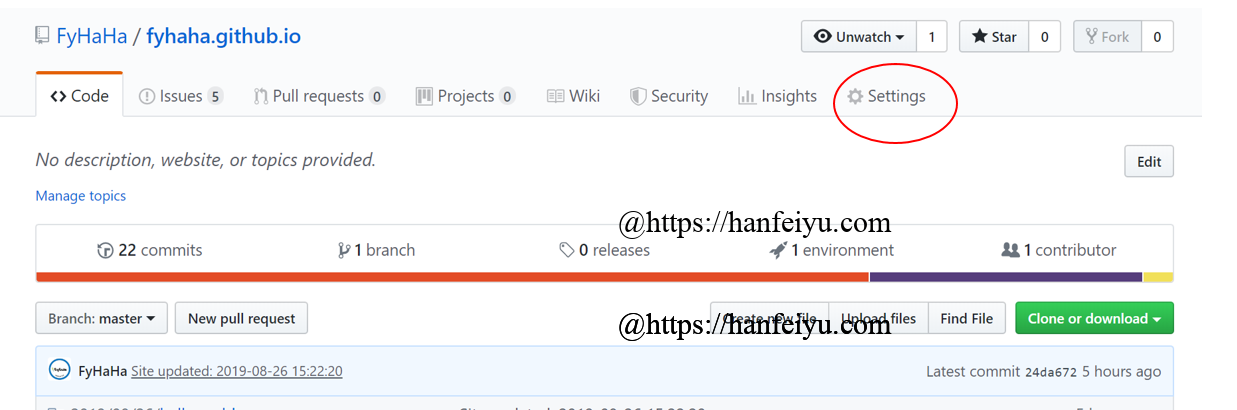 FyHaHa / fyhaha.github.io Unwatch 1 Star 0 Fork 0
Code Issues 5 Pull requests 0 Projects 0 Wiki Security Insights Settings
No description, website, or topics provided. Edit
Manage topics
@https://hanfeiyu.com
22 commits 1 branch 0 releases 1 environment 1 contributor
Branch: master New pull request Create new file Upload files Find File Clone or download
@https://hanfeiyu.com
FyHaHa Site updated: 2019-08-26 15:22:20 Latest commit 24da672 5 hours ago